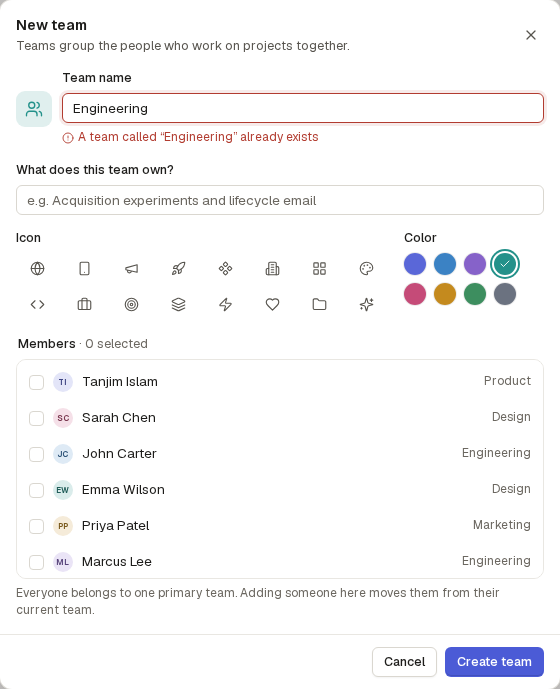 New team
Teams group the people who work on projects together.
Team name
Engineering
A team called “Engineering” already exists
What does this team own?
e.g. Acquisition experiments and lifecycle email
Icon
Color
Members · 0 selected
TI Tanjim Islam Product
SC Sarah Chen Design
JC John Carter Engineering
EW Emma Wilson Design
PP Priya Patel Marketing
ML Marcus Lee Engineering
Everyone belongs to one primary team. Adding someone here moves them from their
current team.
Cancel Create team